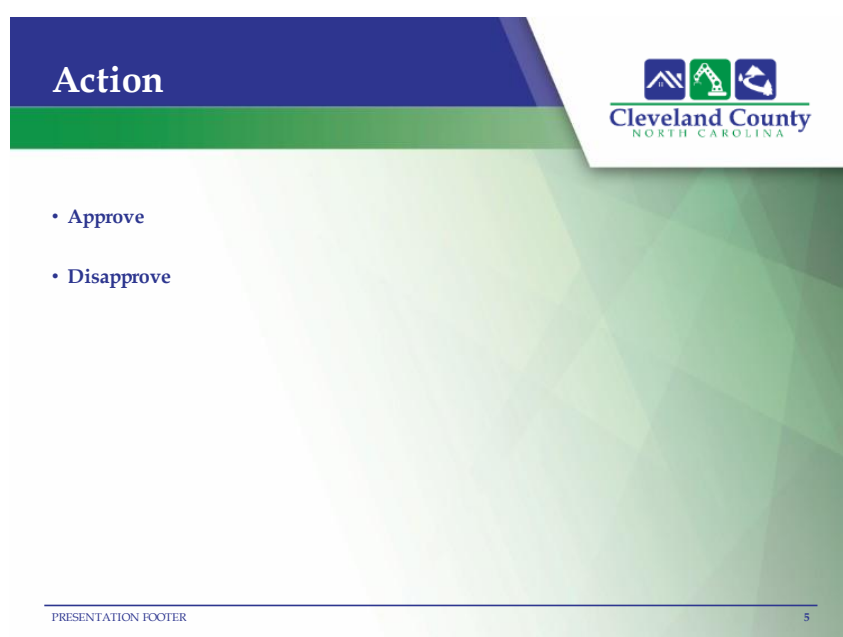 Action
Cleveland County
NORTH CAROLINA
• Approve
• Disapprove
PRESENTATION FOOTER
5